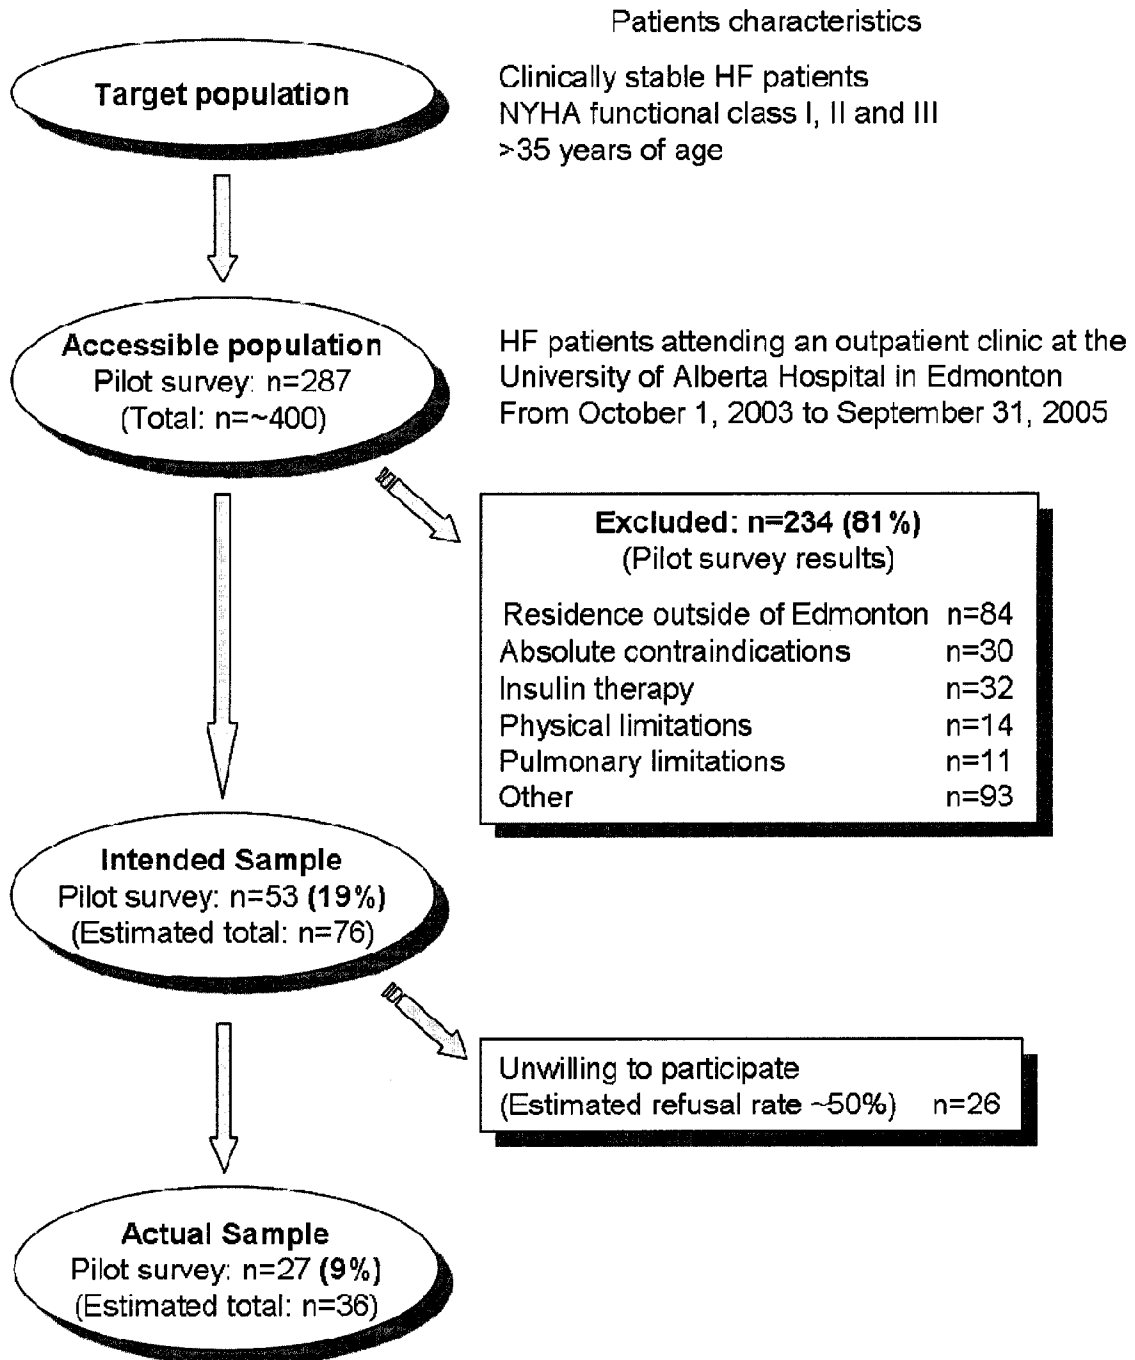 Patients characteristics
Target population
Clinically stable HF patients
NYHA functional class I, II and III
>35 years of age
Accessible population
Pilot survey: n=287
(Total: n=~400)
HF patients attending an outpatient clinic at the
University of Alberta Hospital in Edmonton
From October 1, 2003 to September 31, 2005
Excluded: n=234 (81%)
(Pilot survey results)
Residence outside of Edmonton n=84
Absolute contraindications n=30
Insulin therapy n=32
Physical limitations n=14
Pulmonary limitations n=11
Other n=93
Intended Sample
Pilot survey: n=53 (19%)
(Estimated total: n=76)
Unwilling to participate
(Estimated refusal rate ~50%) n=26
Actual Sample
Pilot survey: n=27 (9%)
(Estimated total: n=36)